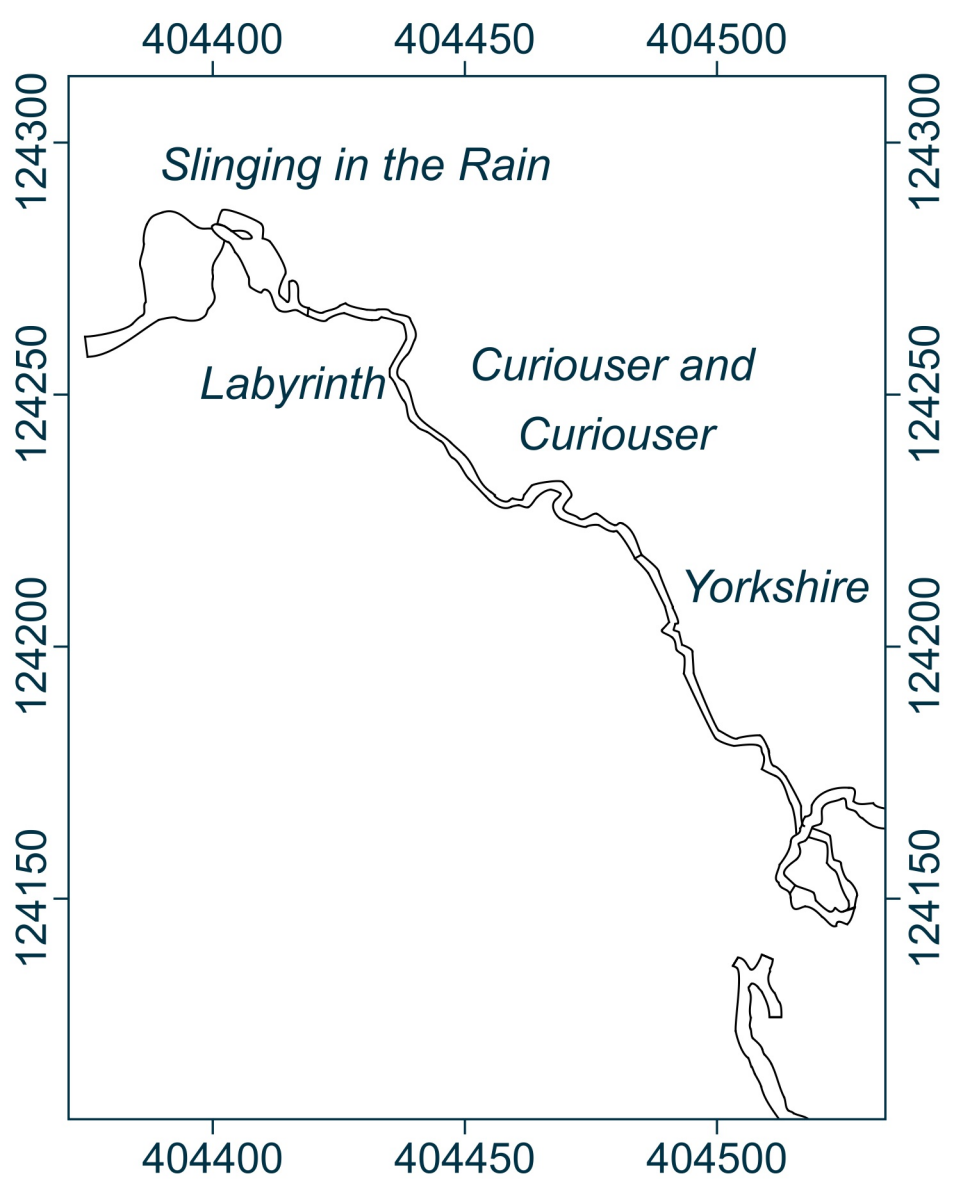 404400 404450 404500
124300 124300
Slinging in the Rain
124250 124250
Curiouser and
Labyrinth
Curiouser
124200 124200
Yorkshire
124150 124150
404400 404450 404500